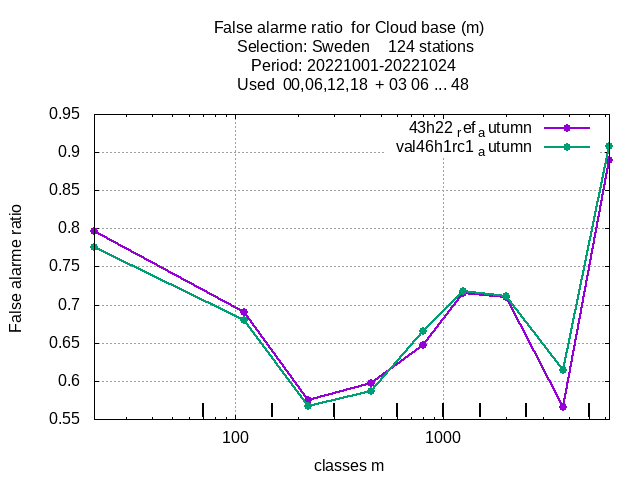 False alarme ratio  for Cloud base (m)
Selection: Sweden    124 stations
Period: 20221001-20221024
Used  00,06,12,18  + 03 06 ... 48
43h22_ref_autumn
val46h1rc1_autumn
0.95
0.9
0.85
0.8
0.75
0.7
0.65
0.6
0.55
False alarme ratio
100
1000
classes m